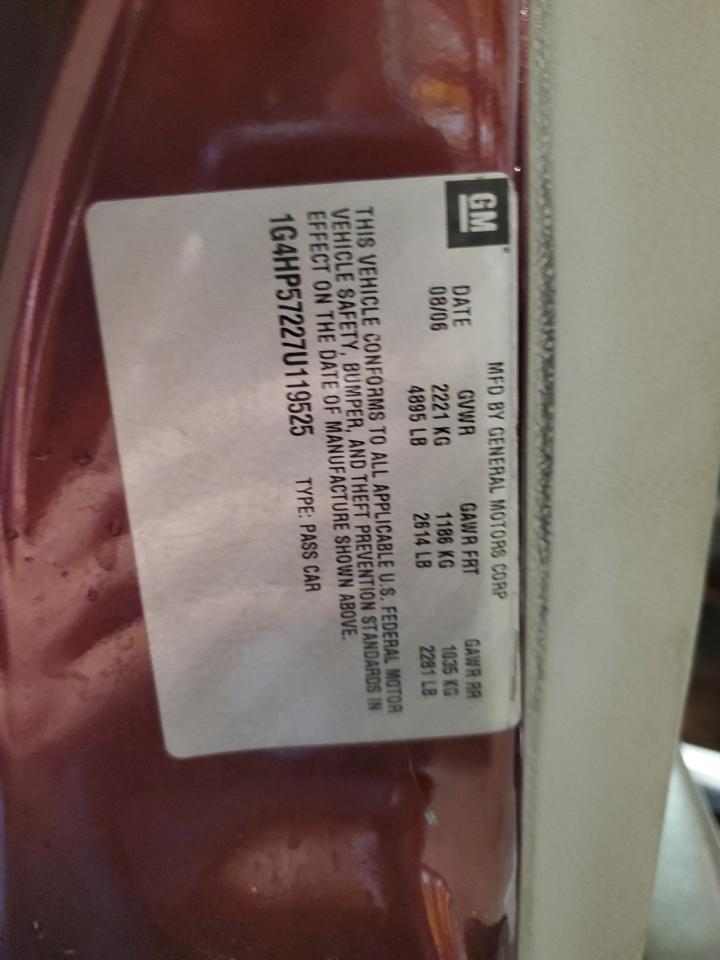 GM
MFD BY GENERAL MOTORS CORP
DATE GVWR GAWR FRT GAWR RR
08/06 2221 KG 1186 KG 1035 KG
4895 LB 2614 LB 2281 LB
THIS VEHICLE CONFORMS TO ALL APPLICABLE U.S. FEDERAL MOTOR
VEHICLE SAFETY, BUMPER, AND THEFT PREVENTION STANDARDS IN
EFFECT ON THE DATE OF MANUFACTURE SHOWN ABOVE.
1G4HP57227U119525 TYPE: PASS CAR